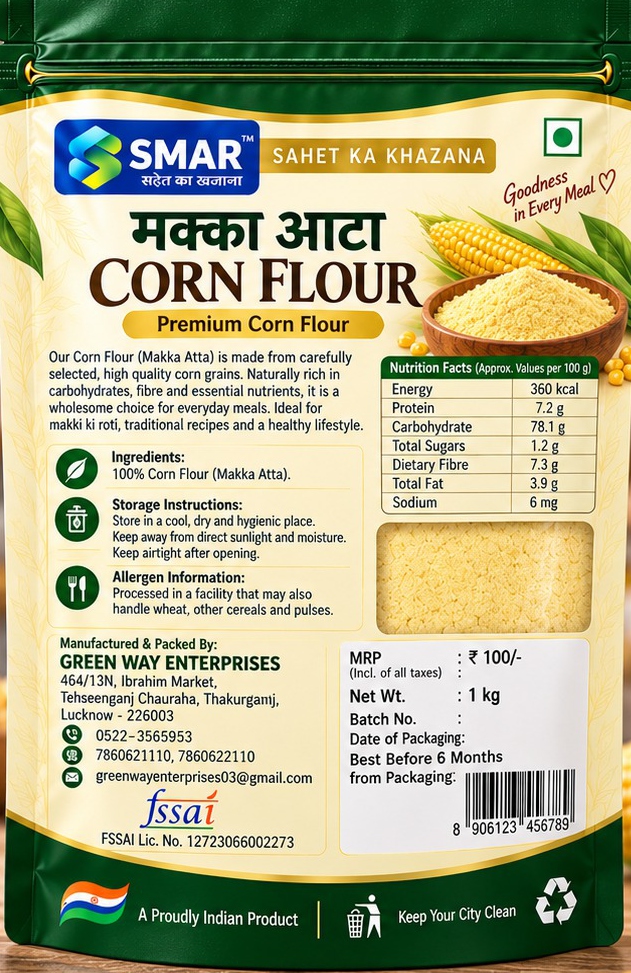 SMAR™
सहेत का खजाना
SAHET KA KHAZANA
Goodness
in Every Meal
मक्का आटा
CORN FLOUR
Premium Corn Flour
Our Corn Flour (Makka Atta) is made from carefully
selected, high quality corn grains. Naturally rich in
carbohydrates, fibre and essential nutrients, it is a
wholesome choice for everyday meals. Ideal for
makki ki roti, traditional recipes and a healthy lifestyle.
Ingredients:
100% Corn Flour (Makka Atta).
Storage Instructions:
Store in a cool, dry and hygienic place.
Keep away from direct sunlight and moisture.
Keep airtight after opening.
Allergen Information:
Processed in a facility that may also
handle wheat, other cereals and pulses.
Nutrition Facts (Approx. Values per 100 g)
Energy 360 kcal
Protein 7.2 g
Carbohydrate 78.1 g
Total Sugars 1.2 g
Dietary Fibre 7.3 g
Total Fat 3.9 g
Sodium 6 mg
Manufactured & Packed By:
GREEN WAY ENTERPRISES
464/13N, Ibrahim Market,
Tehseenganj Chauraha, Thakurganj,
Lucknow - 226003
0522-3565953
7860621110, 7860622110
greenwayenterprises03@gmail.com
fssai
FSSAI Lic. No. 12723066002273
MRP : ₹ 100/-
(Incl. of all taxes) :
Net Wt. : 1 kg
Batch No. :
Date of Packaging:
Best Before 6 Months
from Packaging:
8 906123 456789
A Proudly Indian Product
Keep Your City Clean